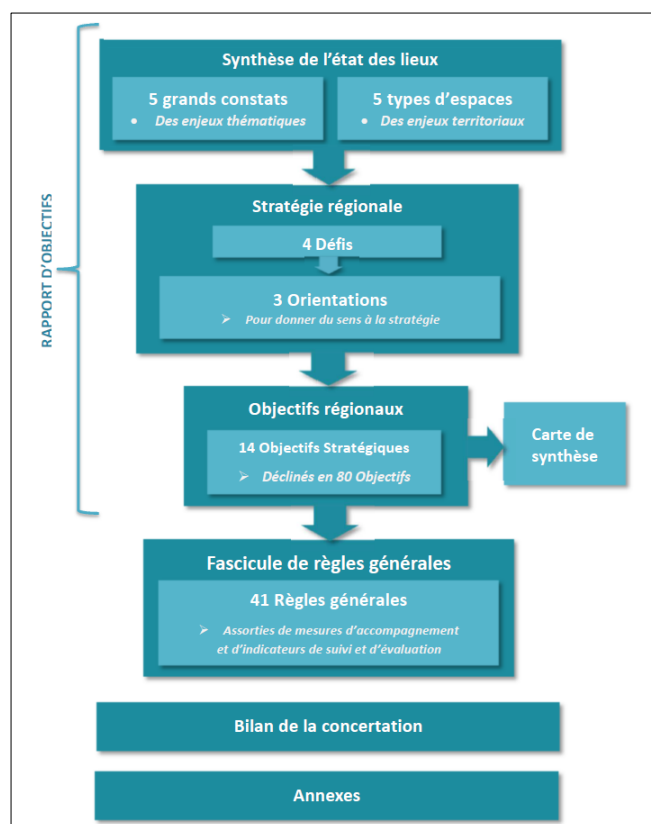 RAPPORT D'OBJECTIFS
Synthèse de l'état des lieux
5 grands constats
• Des enjeux thématiques
5 types d'espaces
• Des enjeux territoriaux
Stratégie régionale
4 Défis
3 Orientations
➢ Pour donner du sens à la stratégie
Objectifs régionaux
14 Objectifs Stratégiques
➢ Déclinés en 80 Objectifs
Carte de
synthèse
Fascicule de règles générales
41 Règles générales
➢ Assorties de mesures d'accompagnement
et d'indicateurs de suivi et d'évaluation
Bilan de la concertation
Annexes